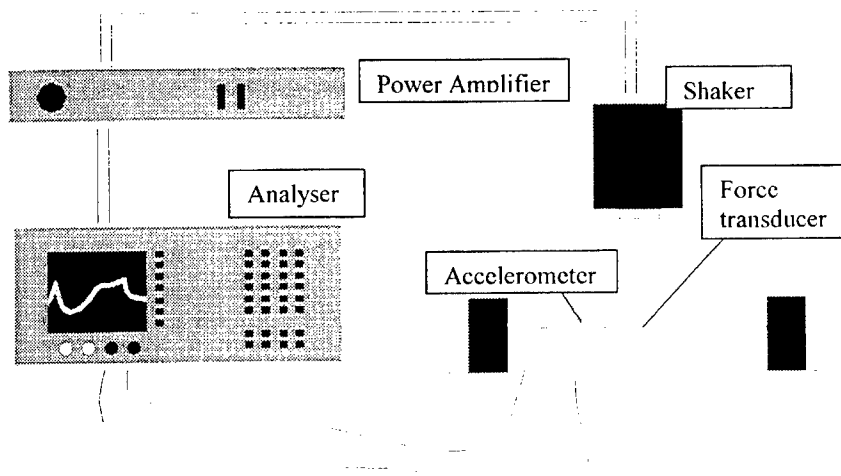 Power Amplifier
Shaker
Analyser
Force
transducer
Accelerometer